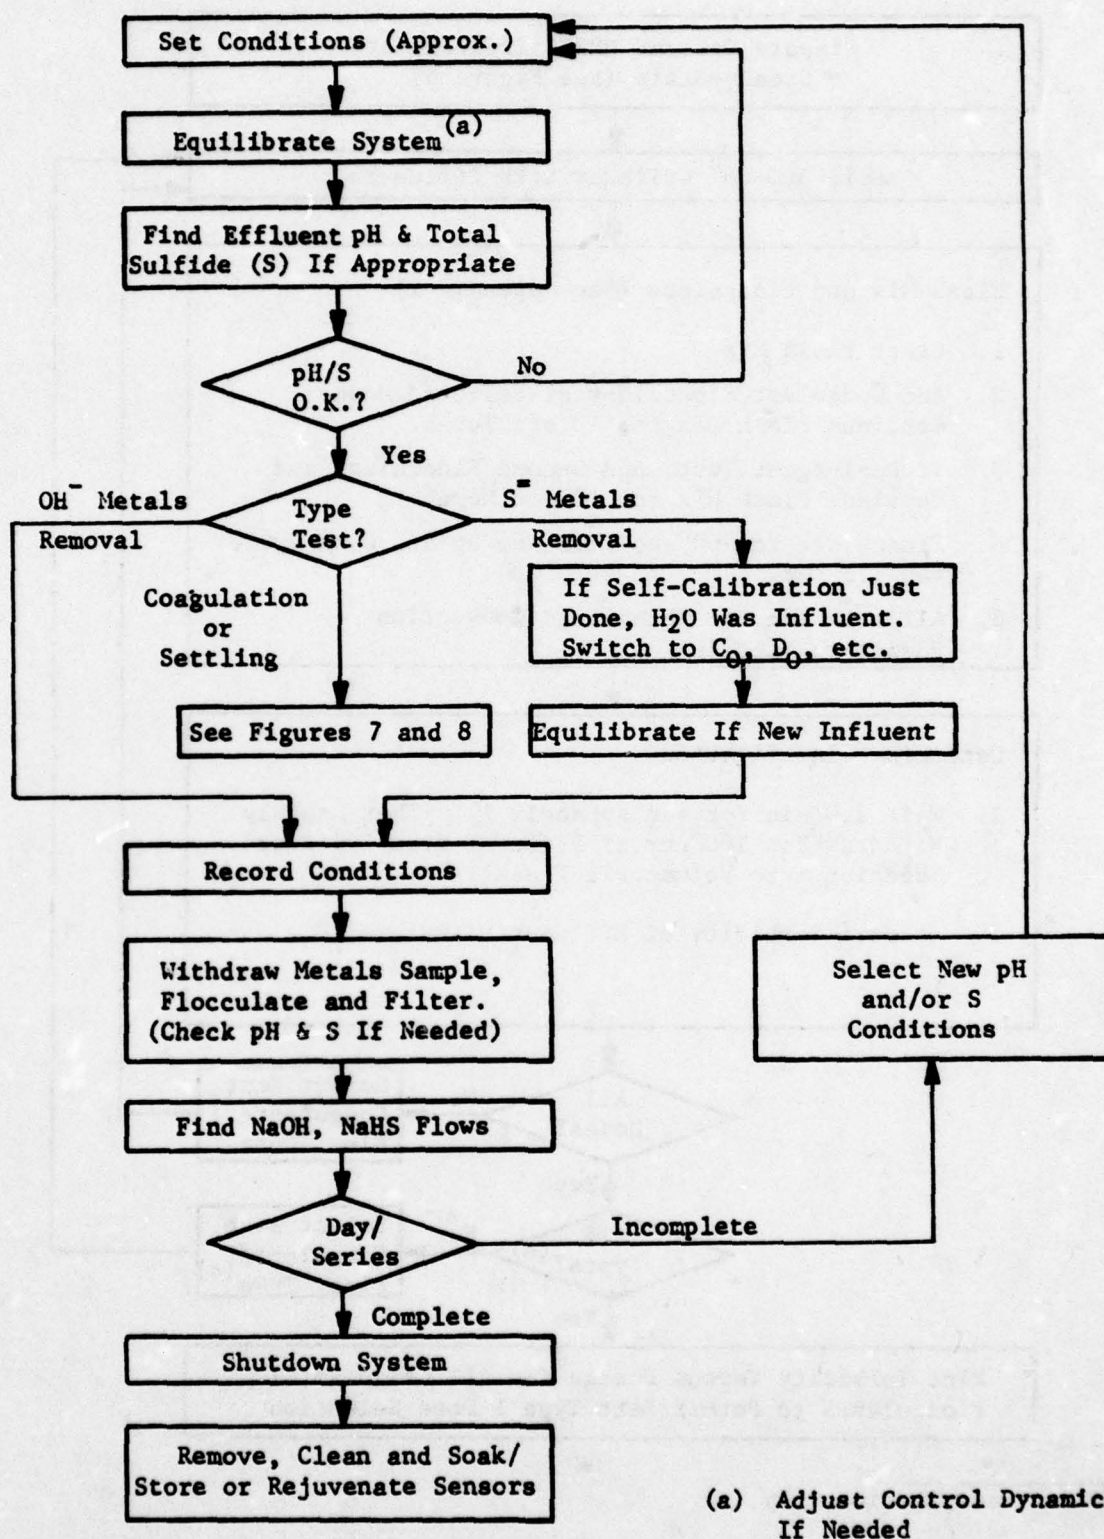 Set Conditions (Approx.)
Equilibrate System(a)
Find Effluent pH & Total
Sulfide (S) If Appropriate
pH/S
O.K.?
No
Yes
OH⁻ Metals
Removal
Type
Test?
S⁼ Metals
Removal
Coagulation
or
Settling
If Self-Calibration Just
Done, H₂O Was Influent.
Switch to C₀, D₀, etc.
See Figures 7 and 8
Equilibrate If New Influent
Record Conditions
Withdraw Metals Sample,
Flocculate and Filter.
(Check pH & S If Needed)
Select New pH
and/or S
Conditions
Find NaOH, NaHS Flows
Day/
Series
Incomplete
Complete
Shutdown System
Remove, Clean and Soak/
Store or Rejuvenate Sensors
(a) Adjust Control Dynamic
If Needed